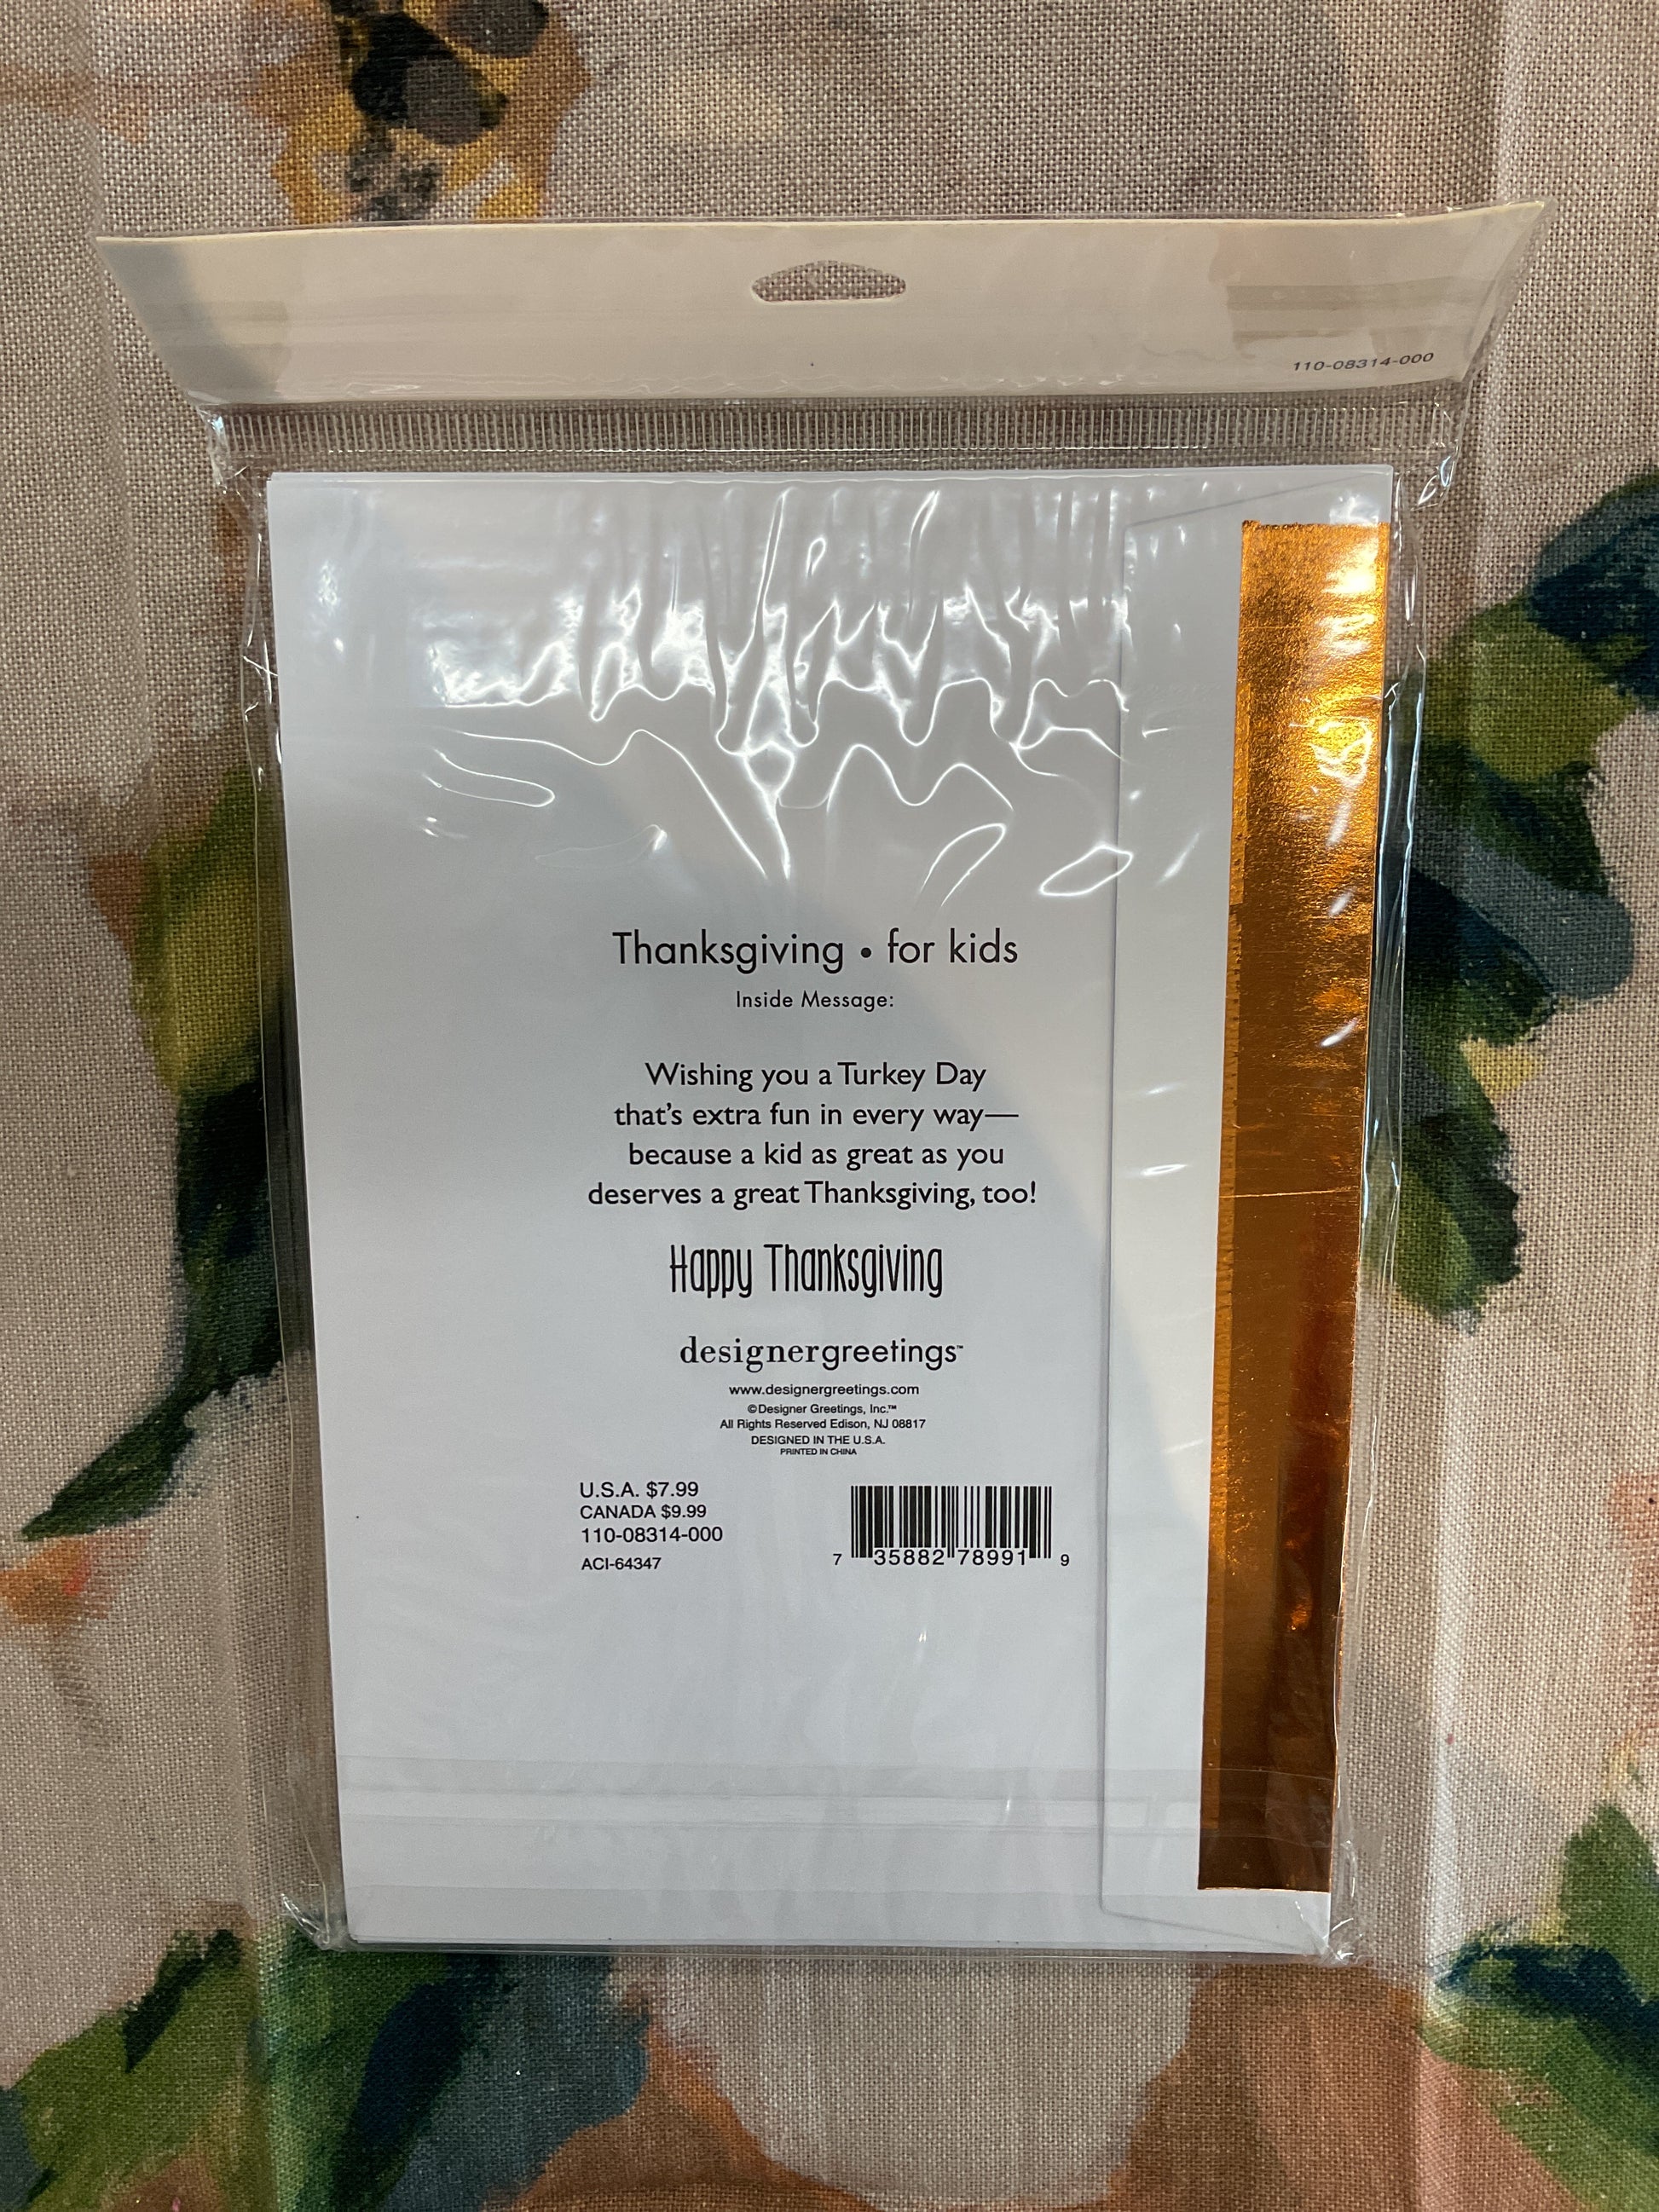 110-08314-000
Thanksgiving • for kids
Inside Message:
Wishing you a Turkey Day
that's extra fun in every way—
because a kid as great as you
deserves a great Thanksgiving, too!
Happy Thanksgiving
designergreetings™
www.designergreetings.com
©Designer Greetings, Inc.™
All Rights Reserved Edison, NJ 08817
DESIGNED IN THE U.S.A.
PRINTED IN CHINA
U.S.A. $7.99
CANADA $9.99
110-08314-000
ACI-64347
7 35882 78991 9